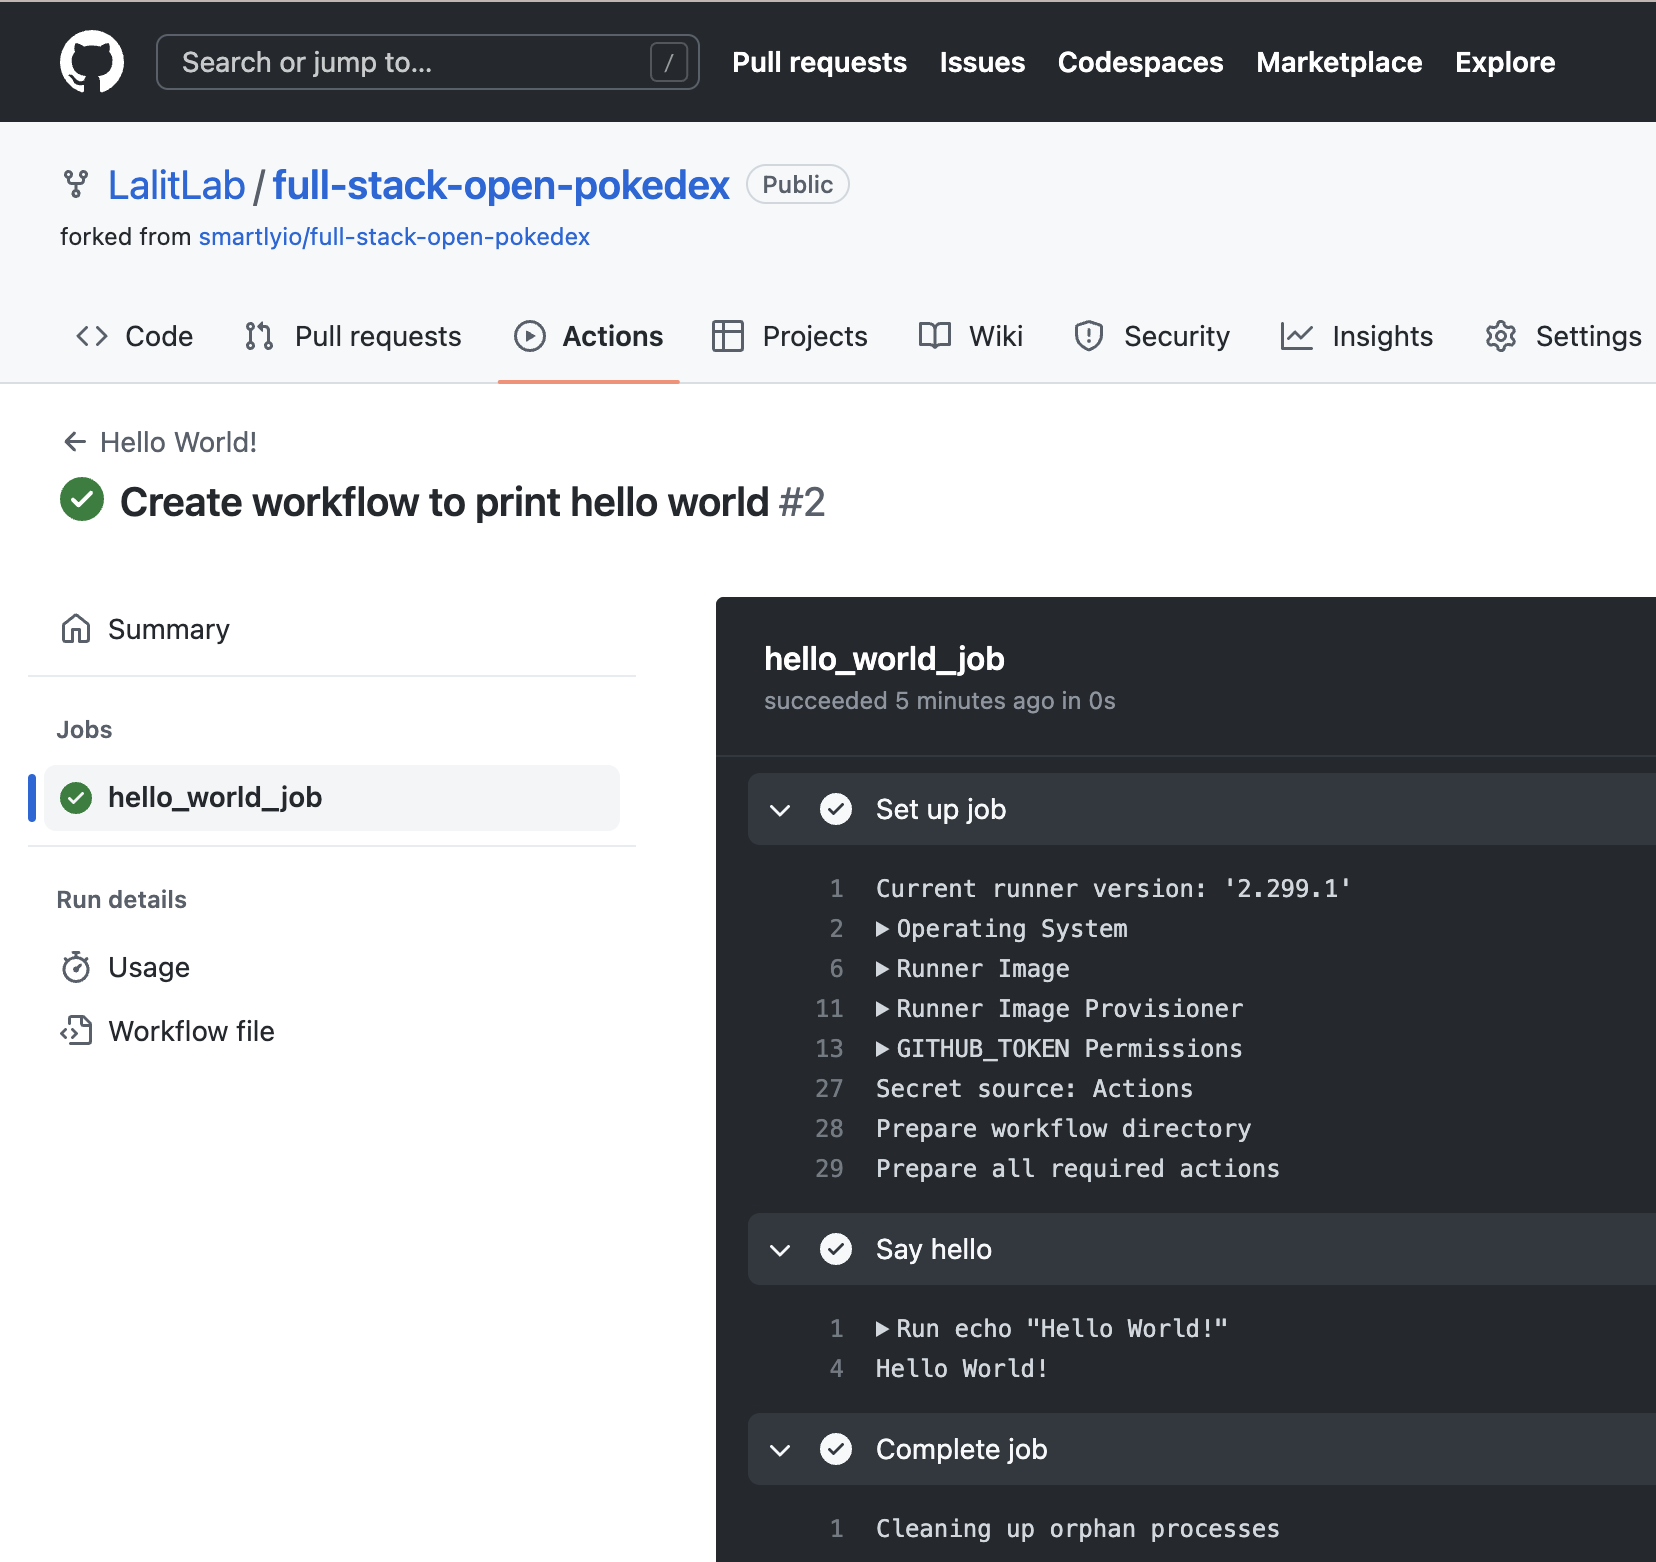 Search or jump to... / Pull requests Issues Codespaces Marketplace Explore
LalitLab / full-stack-open-pokedex Public
forked from smartlyio/full-stack-open-pokedex
Code Pull requests Actions Projects Wiki Security Insights Settings
Hello World!
Create workflow to print hello world #2
Summary
Jobs
hello_world_job
Run details
Usage
Workflow file
hello_world_job
succeeded 5 minutes ago in 0s
Set up job
1 Current runner version: '2.299.1'
2 Operating System
6 Runner Image
11 Runner Image Provisioner
13 GITHUB_TOKEN Permissions
27 Secret source: Actions
28 Prepare workflow directory
29 Prepare all required actions
Say hello
1 Run echo "Hello World!"
4 Hello World!
Complete job
1 Cleaning up orphan processes